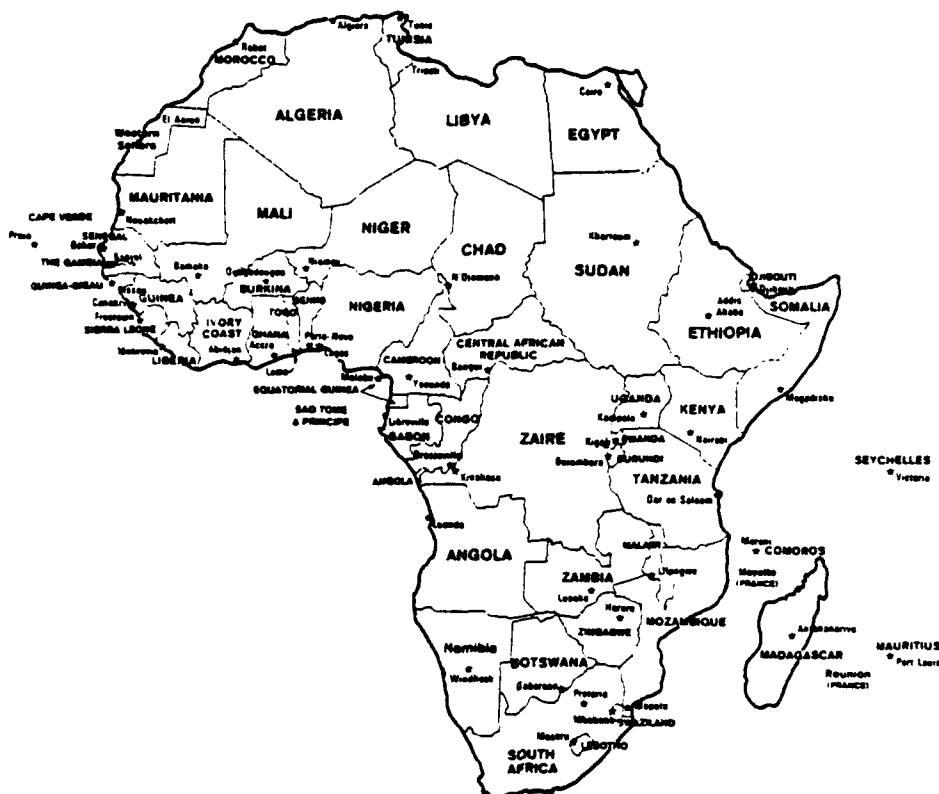 Algiers
Tunis
TUNISIA
Rabat
MOROCCO
Tripoli
Cairo
ALGERIA
LIBYA
EGYPT
El Aaron
Western
Sahara
MAURITANIA
MALI
NIGER
CHAD
SUDAN
Nouakchott
CAPE VERDE
Khartoum
SENEGAL
Dakar
THE GAMBIA
Banjul
Bamako
Niamey
BURKINA
N'Djamena
DJIBOUTI
Djibouti
SOMALIA
GUINEA-BISSAU
Bissau
GUINEA
BENIN
NIGERIA
Addis
Ababa
ETHIOPIA
Conakry
Freetown
SIERRA LEONE
IVORY
COAST
TOGO
GHANA
Accra
Porto-Novo
Lagos
Monrovia
LIBERIA
Abidjan
Lome
CENTRAL AFRICAN
REPUBLIC
CAMEROON
Bangui
Malabo
Yaounde
EQUATORIAL GUINEA
SAO TOME
& PRINCIPE
Mogadishu
UGANDA
Kampala
KENYA
Nairobi
Libreville
GABON
CONGO
ZAIRE
Kigali
RWANDA
Brazzaville
Kinshasa
BURUNDI
ANGOLA
TANZANIA
Dar es Salaam
SEYCHELLES
Victoria
Luanda
ANGOLA
MALAWI
Moroni
COMOROS
Mayotte
(FRANCE)
ZAMBIA
Lusaka
Lilongwe
Harare
ZIMBABWE
MOZAMBIQUE
Antananarivo
MADAGASCAR
MAURITIUS
Port Louis
Reunion
(FRANCE)
Namibia
Windhoek
BOTSWANA
Gaborone
Pretoria
Maputo
Mbabane
SWAZILAND
Maseru
LESOTHO
SOUTH
AFRICA